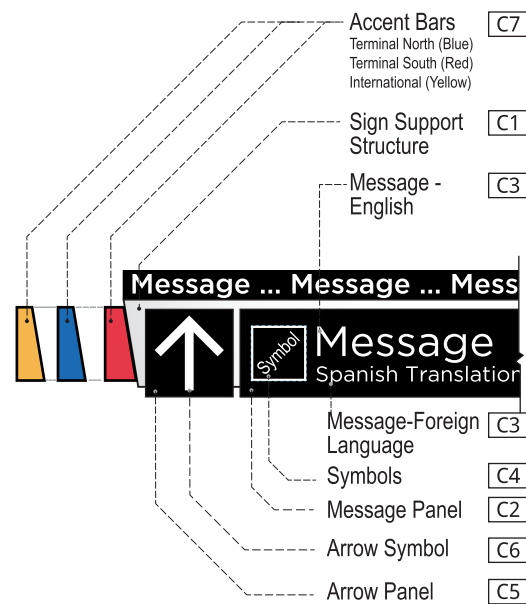 Accent Bars C7
Terminal North (Blue)
Terminal South (Red)
International (Yellow)
Sign Support C1
Structure
Message - C3
English
Message ... Message ... Mess
Symbol
Message
Spanish Translation
Message-Foreign C3
Language
Symbols C4
Message Panel C2
Arrow Symbol C6
Arrow Panel C5